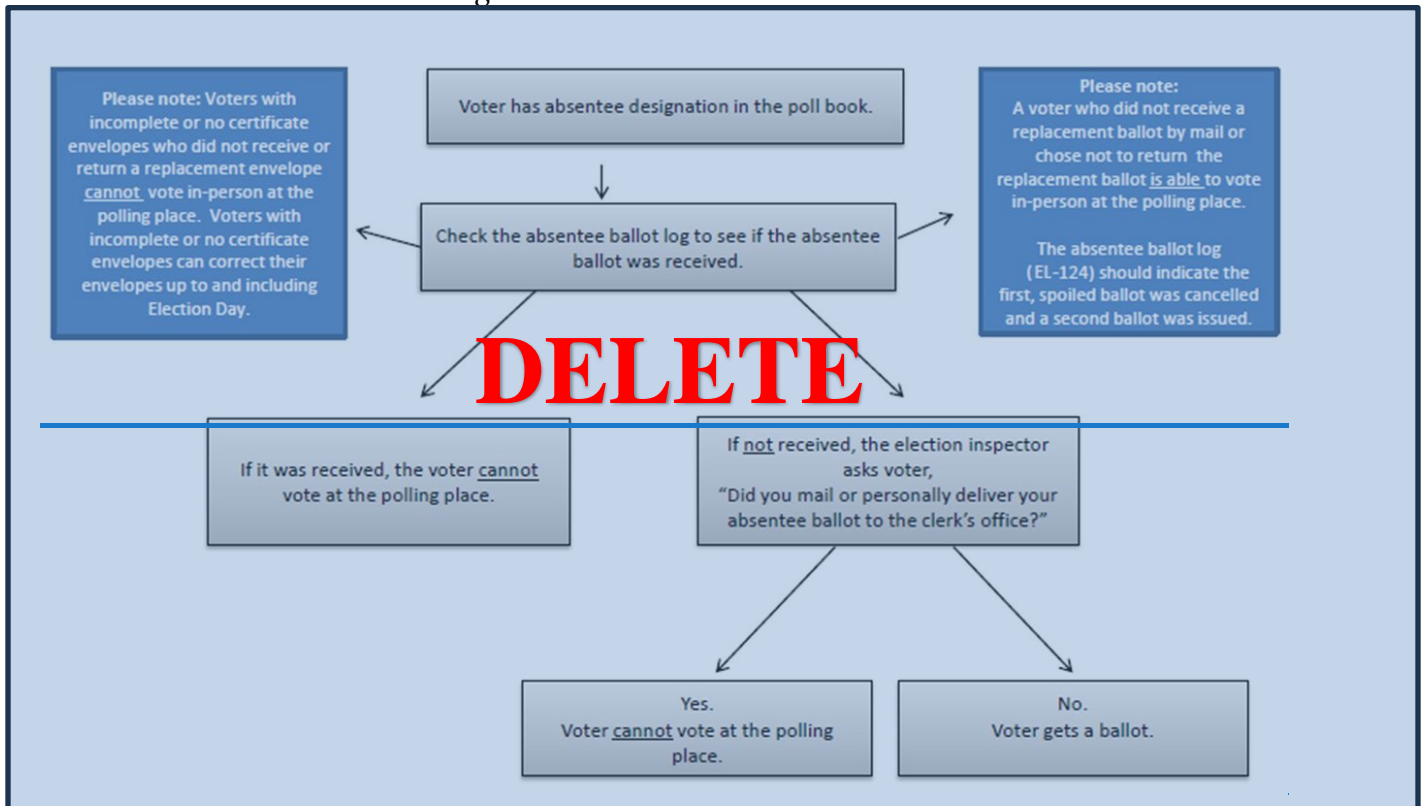 Voter has absentee designation in the poll book.
Please note: Voters with
incomplete or no certificate
envelopes who did not receive or
return a replacement envelope
cannot vote in-person at the
polling place. Voters with
incomplete or no certificate
envelopes can correct their
envelopes up to and including
Election Day.
Please note:
A voter who did not receive a
replacement ballot by mail or
chose not to return the
replacement ballot is able to vote
in-person at the polling place.
The absentee ballot log
(EL-124) should indicate the
first, spoiled ballot was cancelled
and a second ballot was issued.
Check the absentee ballot log to see if the absentee
ballot was received.
DELETE
If it was received, the voter cannot
vote at the polling place.
If not received, the election inspector
asks voter,
“Did you mail or personally deliver your
absentee ballot to the clerk’s office?”
Yes.
Voter cannot vote at the polling
place.
No.
Voter gets a ballot.